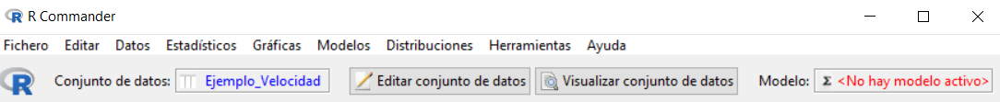 R Commander
Fichero Editar Datos Estadísticos Gráficas Modelos Distribuciones Herramientas Ayuda
R Conjunto de datos: Ejemplo_Velocidad Editar conjunto de datos Visualizar conjunto de datos Modelo: Σ <No hay modelo activo>